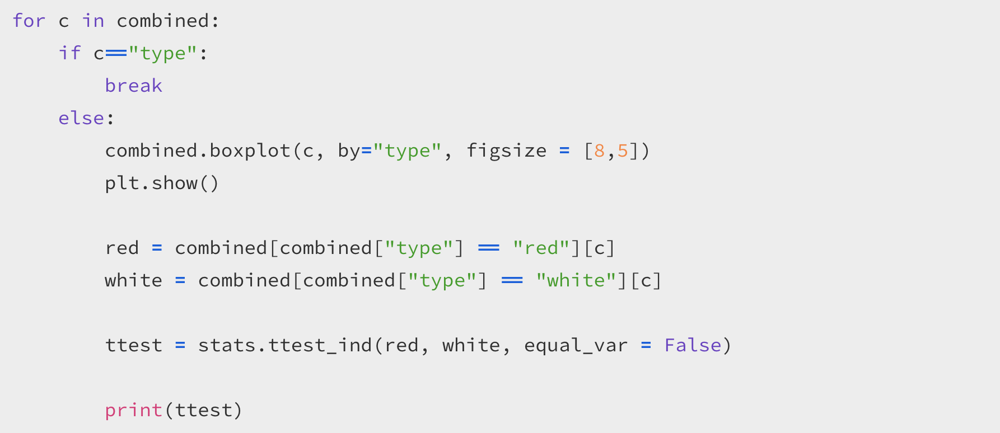 for c in combined:
    if c=="type":
        break
    else:
        combined.boxplot(c, by="type", figsize = [8,5])
        plt.show()

        red = combined[combined["type"] == "red"][c]
        white = combined[combined["type"] == "white"][c]

        ttest = stats.ttest_ind(red, white, equal_var = False)

        print(ttest)